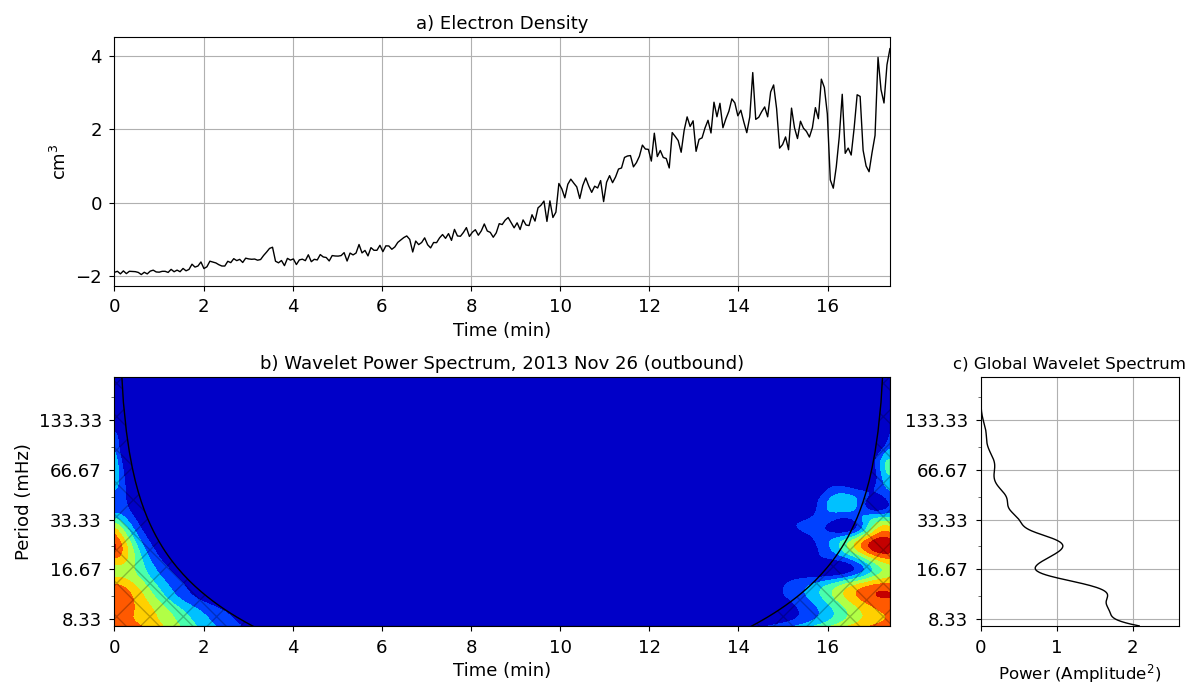 a) Electron Density
4
2
0
−2
cm³
0 2 4 6 8 10 12 14 16
Time (min)
b) Wavelet Power Spectrum, 2013 Nov 26 (outbound)
133.33
66.67
33.33
16.67
8.33
Period (mHz)
0 2 4 6 8 10 12 14 16
Time (min)
c) Global Wavelet Spectrum
133.33
66.67
33.33
16.67
8.33
0 1 2
Power (Amplitude²)